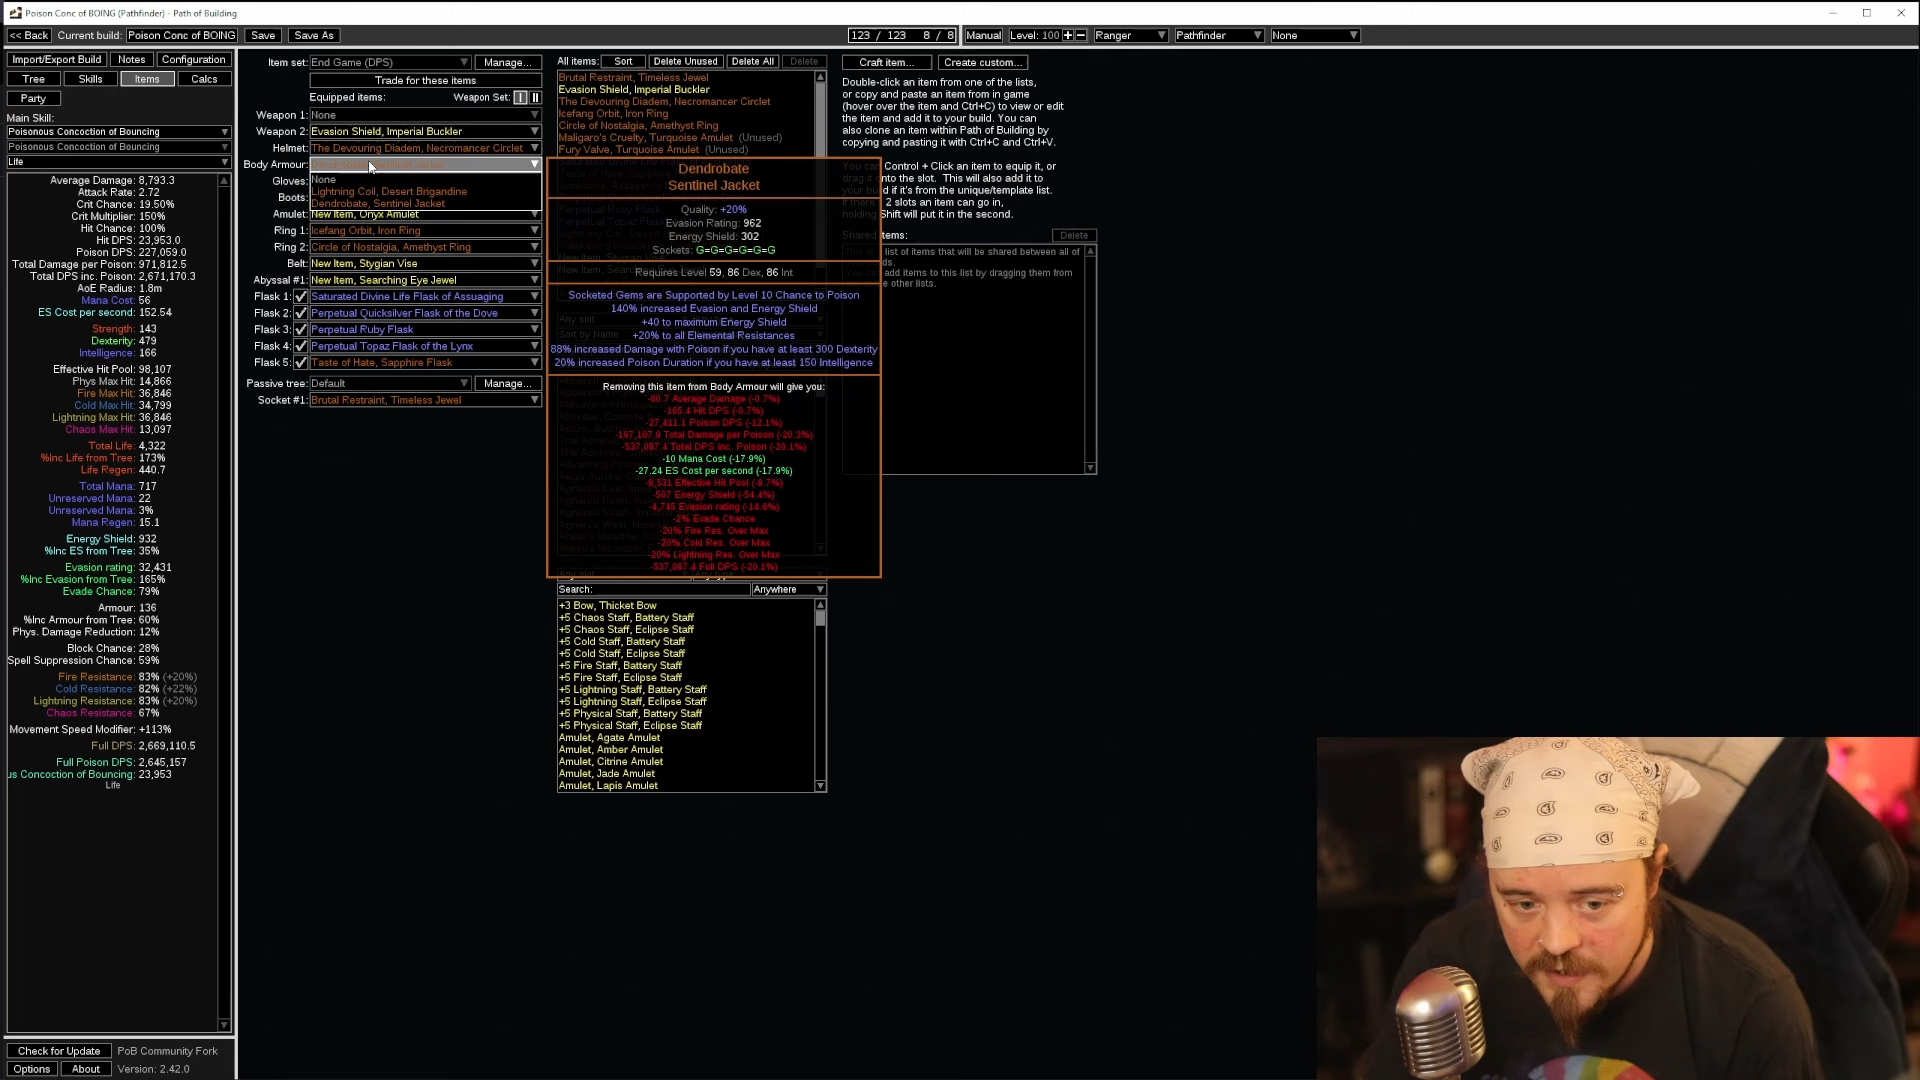 Poison Conc of BOING (Pathfinder) - Path of Building
<< Back
Current build:
Poison Conc of BOING
Save
Save As
123 / 123 8 / 8
Manual
Level: 100
+
-
Ranger
Pathfinder
None
Import/Export Build
Notes
Configuration
Tree
Skills
Items
Calcs
Party
Main Skill:
Poisonous Concoction of Bouncing
Poisonous Concoction of Bouncing
Life
Average Damage: 8,793.3
Attack Rate: 2.72
Crit Chance: 19.50%
Crit Multiplier: 150%
Hit Chance: 100%
Hit DPS: 23,953.0
Poison DPS: 227,059.0
Total Damage per Poison: 971,812.5
Total DPS inc. Poison: 2,671,170.3
AoE Radius: 1.8m
Mana Cost: 56
ES Cost per second: 152.54
Strength: 143
Dexterity: 479
Intelligence: 166
Effective Hit Pool: 98,107
Phys Max Hit: 14,866
Fire Max Hit: 36,846
Cold Max Hit: 34,799
Lightning Max Hit: 36,846
Chaos Max Hit: 13,097
Total Life: 4,322
%Inc Life from Tree: 173%
Life Regen: 440.7
Total Mana: 717
Unreserved Mana: 22
Unreserved Mana: 3%
Mana Regen: 15.1
Energy Shield: 932
%Inc ES from Tree: 35%
Evasion rating: 32,431
%Inc Evasion from Tree: 165%
Evade Chance: 79%
Armour: 136
%Inc Armour from Tree: 60%
Phys. Damage Reduction: 12%
Block Chance: 28%
Spell Suppression Chance: 59%
Fire Resistance: 83% (+20%)
Cold Resistance: 82% (+22%)
Lightning Resistance: 83% (+20%)
Chaos Resistance: 67%
Movement Speed Modifier: +113%
Full DPS: 2,669,110.5
Full Poison DPS: 2,645,157
us Concoction of Bouncing: 23,953
Life
Check for Update
PoB Community Fork
Options
About
Version: 2.42.0
Item set: End Game (DPS)
Manage...
Trade for these items
Equipped items:
Weapon Set: I II
Weapon 1: None
Weapon 2: Evasion Shield, Imperial Buckler
Helmet: The Devouring Diadem, Necromancer Circlet
Body Armour:
None
Lightning Coil, Desert Brigandine
Dendrobate, Sentinel Jacket
Gloves:
Boots:
Amulet: New Item, Onyx Amulet
Ring 1: Icefang Orbit, Iron Ring
Ring 2: Circle of Nostalgia, Amethyst Ring
Belt: New Item, Stygian Vise
Abyssal #1: New Item, Searching Eye Jewel
Flask 1: Saturated Divine Life Flask of Assuaging
Flask 2: Perpetual Quicksilver Flask of the Dove
Flask 3: Perpetual Ruby Flask
Flask 4: Perpetual Topaz Flask of the Lynx
Flask 5: Taste of Hate, Sapphire Flask
Passive tree: Default
Manage...
Socket #1: Brutal Restraint, Timeless Jewel
All items:
Sort
Delete Unused
Delete All
Delete
Brutal Restraint, Timeless Jewel
Evasion Shield, Imperial Buckler
The Devouring Diadem, Necromancer Circlet
Icefang Orbit, Iron Ring
Circle of Nostalgia, Amethyst Ring
Maligaro's Cruelty, Turquoise Amulet (Unused)
Fury Valve, Turquoise Amulet (Unused)
Dendrobate
Sentinel Jacket
Quality: +20%
Evasion Rating: 962
Energy Shield: 302
Sockets: G=G=G=G=G=G
Requires Level 59, 86 Dex, 86 Int
Socketed Gems are Supported by Level 10 Chance to Poison
140% increased Evasion and Energy Shield
+40 to maximum Energy Shield
+20% to all Elemental Resistances
88% increased Damage with Poison if you have at least 300 Dexterity
20% increased Poison Duration if you have at least 150 Intelligence
Removing this item from Body Armour will give you:
-60.7 Average Damage (-0.7%)
-165.4 Hit DPS (-0.7%)
-27,411.1 Poison DPS (-12.1%)
-197,107.9 Total Damage per Poison (-20.3%)
-537,087.4 Total DPS inc. Poison (-20.1%)
-10 Mana Cost (-17.9%)
-27.24 ES Cost per second (-17.9%)
-8,531 Effective Hit Pool (-8.7%)
-507 Energy Shield (-54.4%)
-4,745 Evasion rating (-14.6%)
-2% Evade Chance
-20% Fire Res. Over Max
-20% Cold Res. Over Max
-20% Lightning Res. Over Max
-537,087.4 Full DPS (-20.1%)
Search:
Anywhere
+3 Bow, Thicket Bow
+5 Chaos Staff, Battery Staff
+5 Chaos Staff, Eclipse Staff
+5 Cold Staff, Battery Staff
+5 Cold Staff, Eclipse Staff
+5 Fire Staff, Battery Staff
+5 Fire Staff, Eclipse Staff
+5 Lightning Staff, Battery Staff
+5 Lightning Staff, Eclipse Staff
+5 Physical Staff, Battery Staff
+5 Physical Staff, Eclipse Staff
Amulet, Agate Amulet
Amulet, Amber Amulet
Amulet, Citrine Amulet
Amulet, Jade Amulet
Amulet, Lapis Amulet
Craft item...
Create custom...
Double-click an item from one of the lists,
or copy and paste an item from in game
(hover over the item and Ctrl+C) to view or edit
the item and add it to your build. You can
also clone an item within Path of Building by
copying and pasting it with Ctrl+C and Ctrl+V.
You can Control + Click an item to equip it, or
drag it onto the slot. This will also add it to
your build if it's from the unique/template list.
If there's 2 slots an item can go in,
holding Shift will put it in the second.
Shared items:
Delete
This is a list of items that will be shared between all of
add items to this list by dragging them from
other lists.